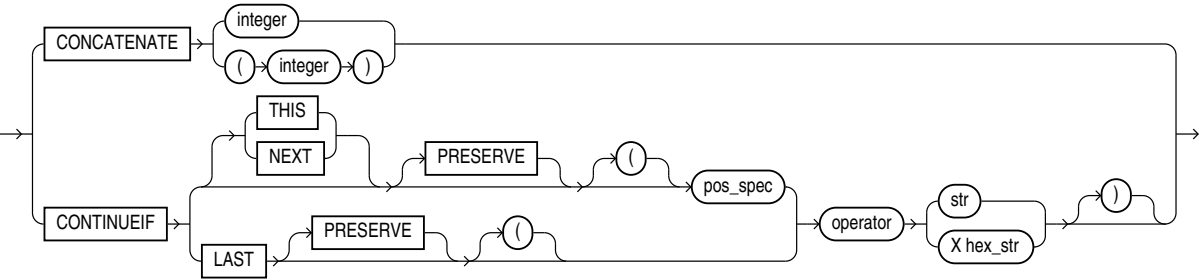 CONCATENATE
integer
( integer )
THIS
NEXT
PRESERVE
(
pos_spec
CONTINUEIF
LAST
PRESERVE
(
operator
str
X hex_str
)